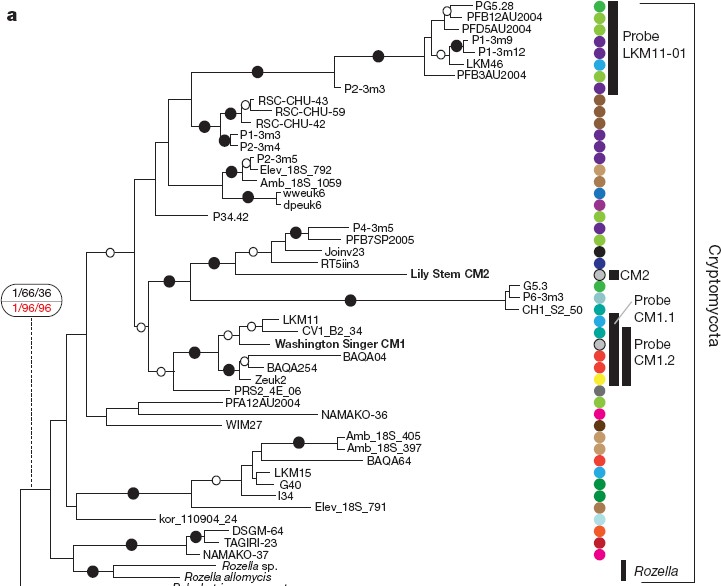 a
PG5.28
PFB12AU2004
PFD5AU2004
P1-3m9
P1-3m12
LKM46
PFB3AU2004
P2-3m3
RSC-CHU-43
RSC-CHU-59
RSC-CHU-42
P1-3m3
P2-3m4
P2-3m5
Elev_18S_792
Amb_18S_1059
wweuk6
dpeuk6
P34.42
P4-3m5
PFB7SP2005
Joinv23
RT5iin3
Lily Stem CM2
G5.3
P6-3m3
CH1_S2_50
LKM11
CV1_B2_34
Washington Singer CM1
BAQA04
BAQA254
Zeuk2
PRS2_4E_06
PFA12AU2004
NAMAKO-36
WIM27
Amb_18S_405
Amb_18S_397
BAQA64
LKM15
G40
I34
Elev_18S_791
kor_110904_24
DSGM-64
TAGIRI-23
NAMAKO-37
Rozella sp.
Rozella allomycis
1/66/36
1/96/96
Probe
LKM11-01
CM2
Probe
CM1.1
Probe
CM1.2
Rozella
Cryptomycota